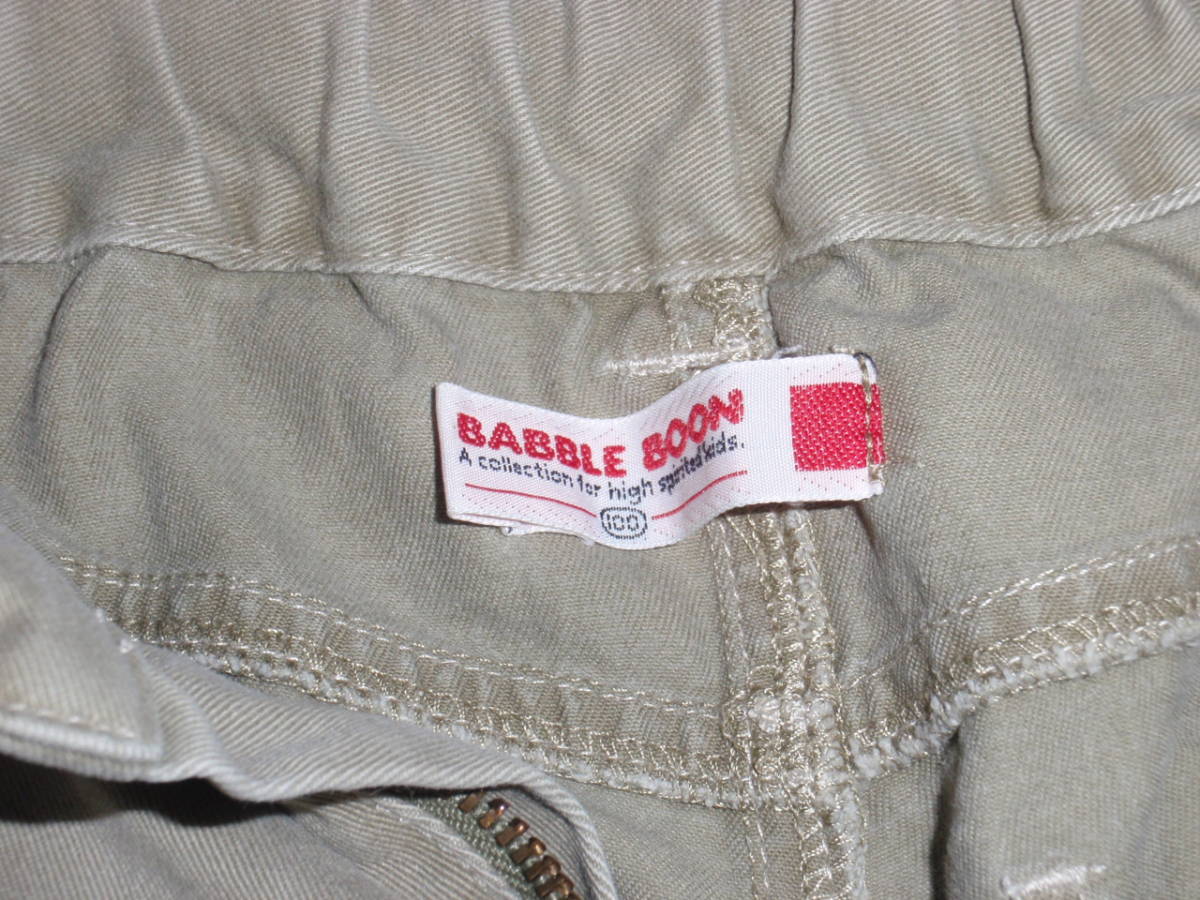 BABBLE BOON
A collection for high spirited kids.
100